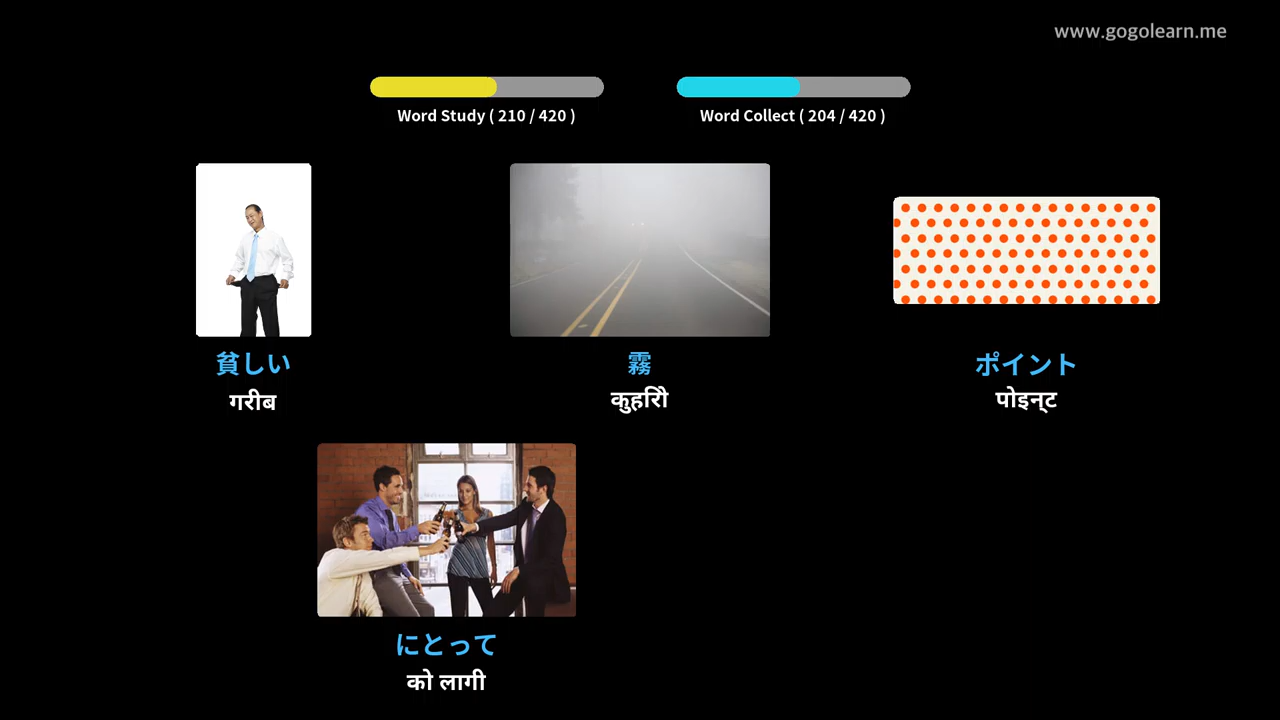 www.gogolearn.me
Word Study ( 210 / 420 )
Word Collect ( 204 / 420 )
貧しい
गरीब
霧
कुहिरो
ポイント
पोइन्ट
にとって
को लागी